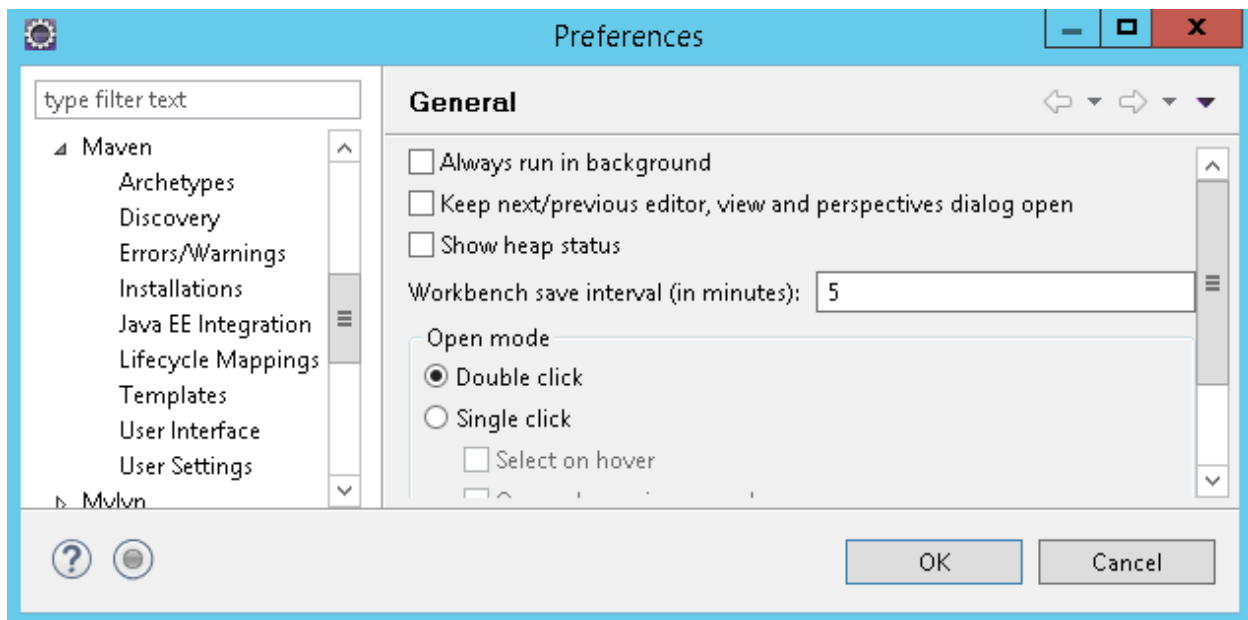 Preferences
type filter text
Maven
Archetypes
Discovery
Errors/Warnings
Installations
Java EE Integration
Lifecycle Mappings
Templates
User Interface
User Settings
Mylyn
General
Always run in background
Keep next/previous editor, view and perspectives dialog open
Show heap status
Workbench save interval (in minutes): 5
Open mode
Double click
Single click
Select on hover
OK
Cancel